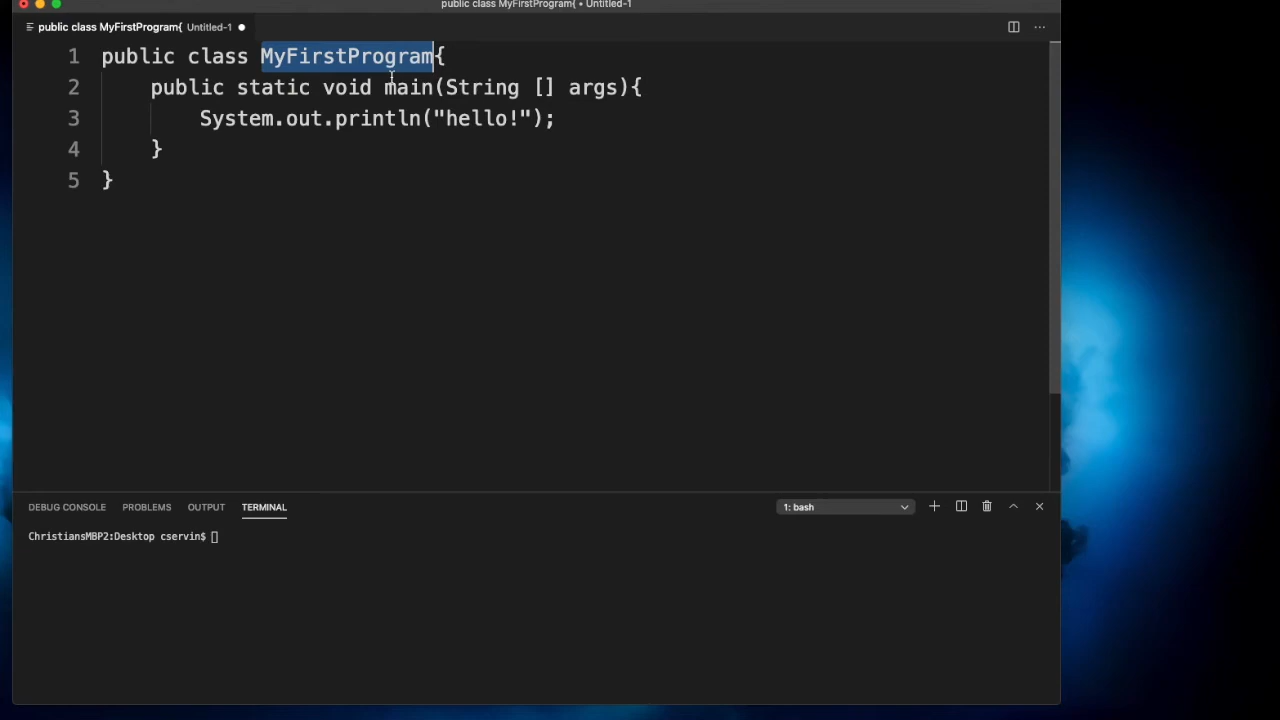 public class MyFirstProgram{ • Untitled-1
public class MyFirstProgram{ Untitled-1
1 public class MyFirstProgram{
2 public static void main(String [] args){
3 System.out.println("hello!");
4 }
5 }
DEBUG CONSOLE PROBLEMS OUTPUT TERMINAL 1: bash
ChristiansMBP2:Desktop cservin$